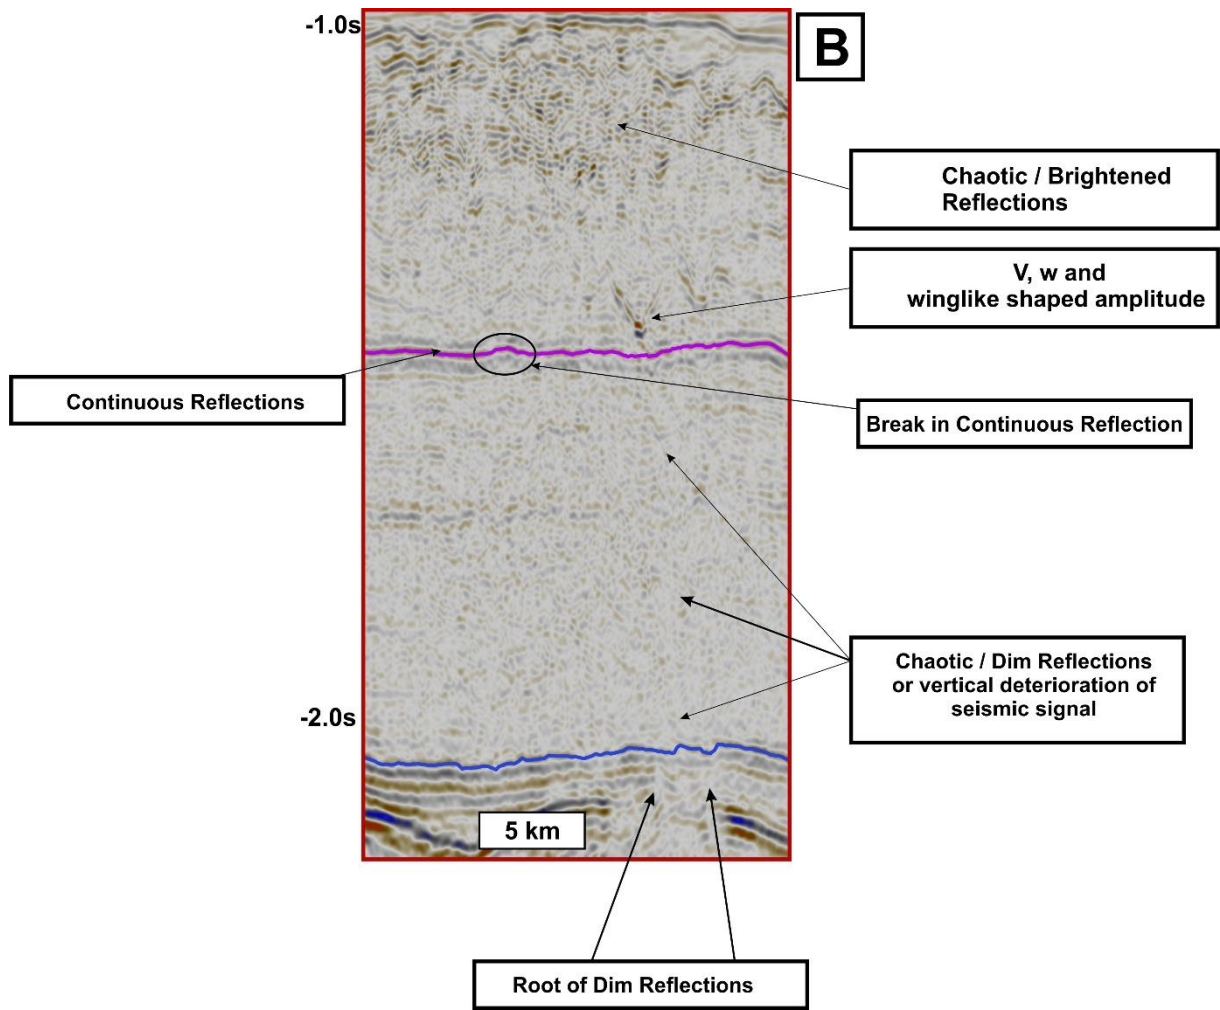 -1.0s
B
Chaotic / Brightened
Reflections
V, w and
winglike shaped amplitude
Continuous Reflections
Break in Continuous Reflection
Chaotic / Dim Reflections
or vertical deterioration of
seismic signal
-2.0s
5 km
Root of Dim Reflections